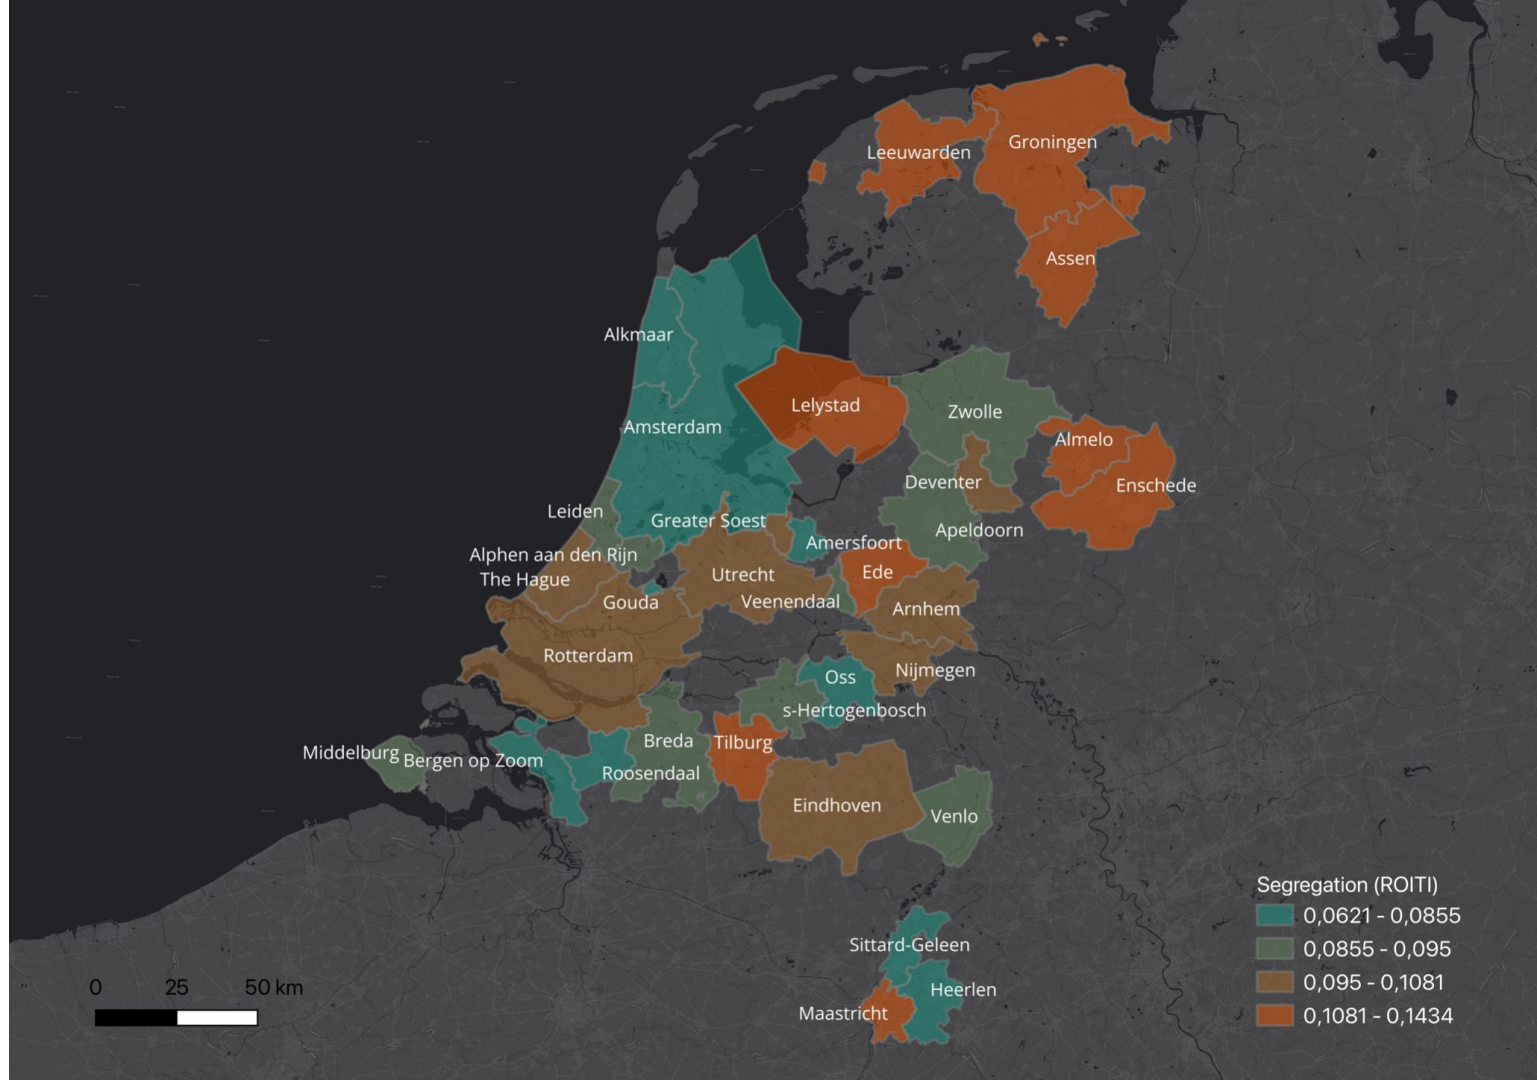 Groningen
Leeuwarden
Assen
Alkmaar
Lelystad
Zwolle
Amsterdam
Almelo
Deventer
Enschede
Leiden
Greater Soest
Apeldoorn
Amersfoort
Alphen aan den Rijn
Ede
The Hague
Utrecht
Gouda
Veenendaal
Arnhem
Rotterdam
Nijmegen
Oss
s-Hertogenbosch
Breda
Tilburg
Middelburg
Bergen op Zoom
Roosendaal
Eindhoven
Venlo
Sittard-Geleen
Heerlen
Maastricht
Segregation (ROITI)
0,0621 - 0,0855
0,0855 - 0,095
0,095 - 0,1081
0,1081 - 0,1434
0 25 50 km